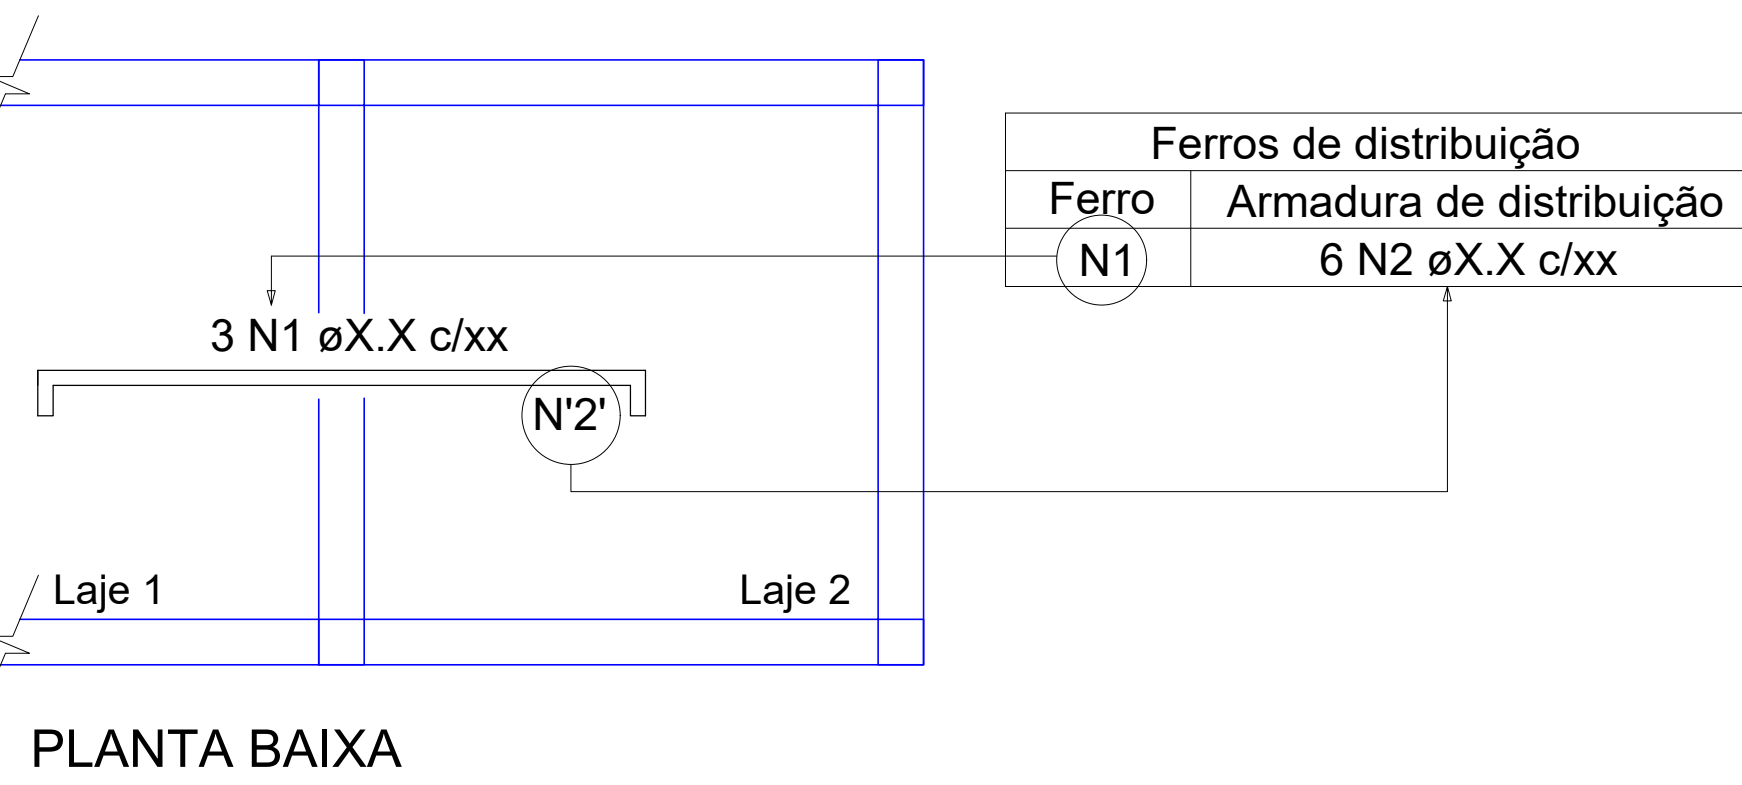 Ferros de distribuição
Ferro Armadura de distribuição
N1 6 N2 øX.X c/xx
3 N1 øX.X c/xx
N'2'
Laje 1 Laje 2
PLANTA BAIXA